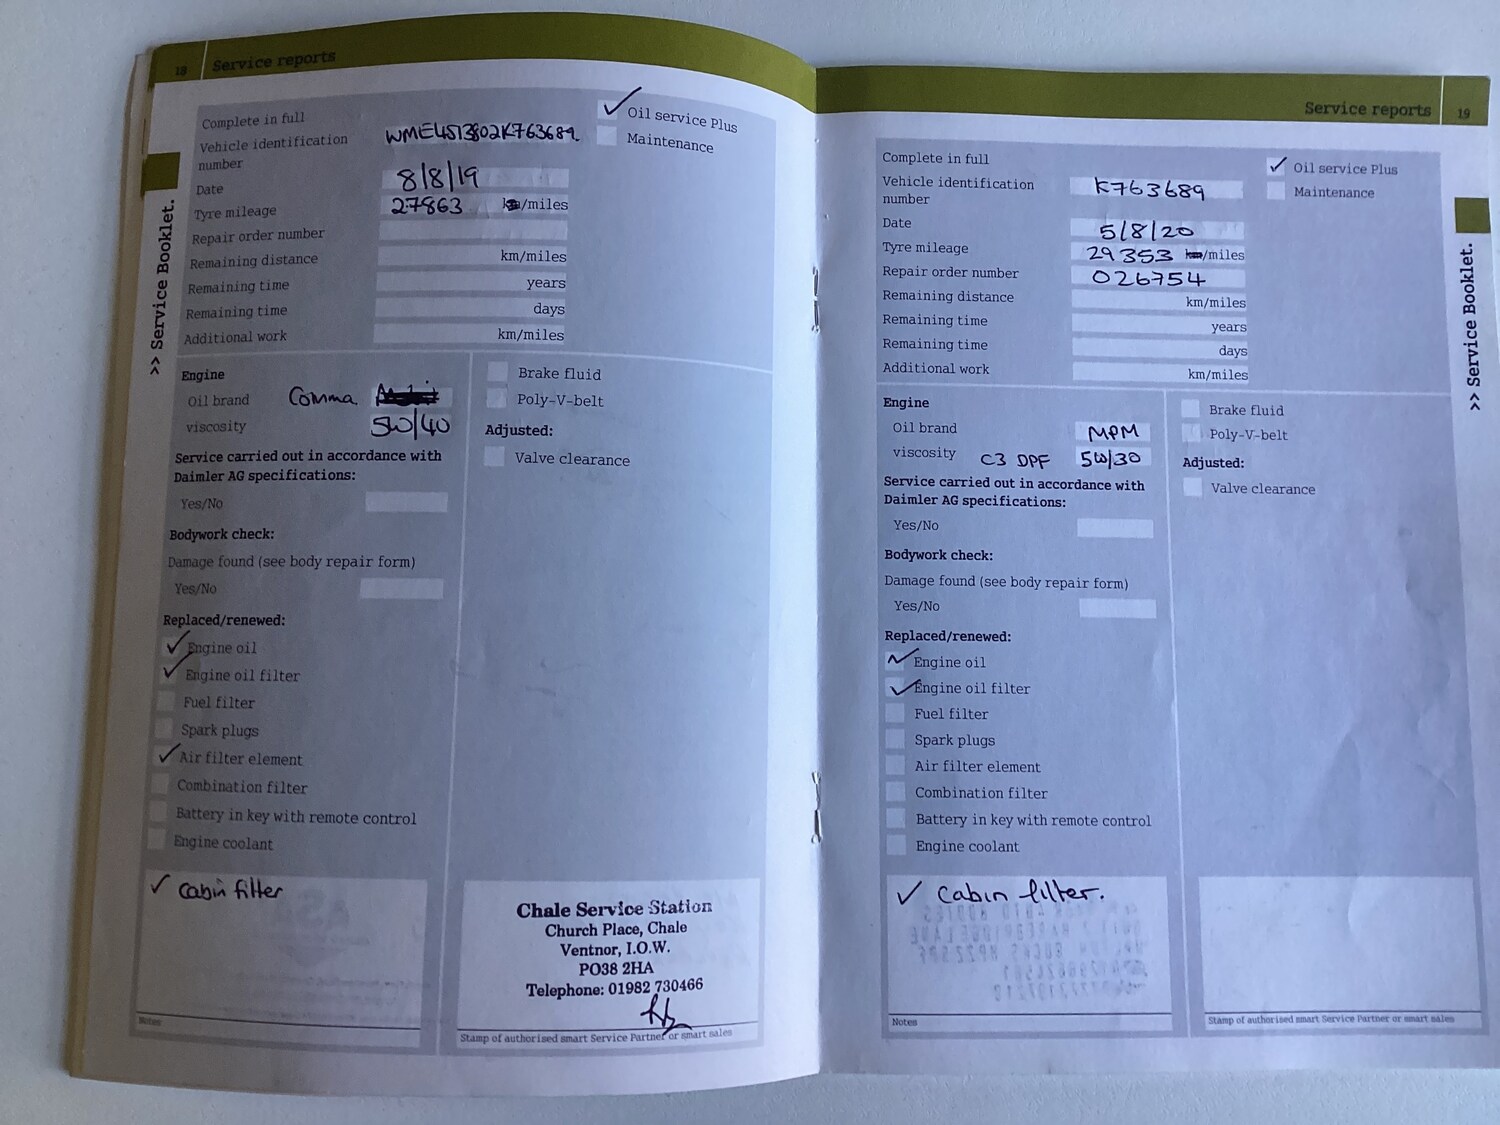 18 Service reports
Complete in full
Vehicle identification number WME4513802K763689
Date 8/8/19
Tyre mileage 27863 km/miles
Repair order number
Remaining distance km/miles
Remaining time years
Remaining time days
Additional work km/miles
✓ Oil service Plus
Maintenance
>> Service Booklet.
Engine
Oil brand Comma
viscosity 5W/40
Service carried out in accordance with
Daimler AG specifications:
Yes/No
Bodywork check:
Damage found (see body repair form)
Yes/No
Replaced/renewed:
✓ Engine oil
✓ Engine oil filter
Fuel filter
Spark plugs
✓ Air filter element
Combination filter
Battery in key with remote control
Engine coolant
✓ cabin filter
Notes
Brake fluid
Poly-V-belt
Adjusted:
Valve clearance
Chale Service Station
Church Place, Chale
Ventnor, I.O.W.
PO38 2HA
Telephone: 01982 730466
Stamp of authorised smart Service Partner or smart sales
Service reports 19
Complete in full
Vehicle identification number K763689
Date 5/8/20
Tyre mileage 29353 km/miles
Repair order number 026754
Remaining distance km/miles
Remaining time years
Remaining time days
Additional work km/miles
✓ Oil service Plus
Maintenance
>> Service Booklet.
Engine
Oil brand MPM
viscosity C3 DPF 5W/30
Service carried out in accordance with
Daimler AG specifications:
Yes/No
Bodywork check:
Damage found (see body repair form)
Yes/No
Replaced/renewed:
✓ Engine oil
✓ Engine oil filter
Fuel filter
Spark plugs
Air filter element
Combination filter
Battery in key with remote control
Engine coolant
✓ cabin filter.
Notes
Brake fluid
Poly-V-belt
Adjusted:
Valve clearance
Stamp of authorised smart Service Partner or smart sales